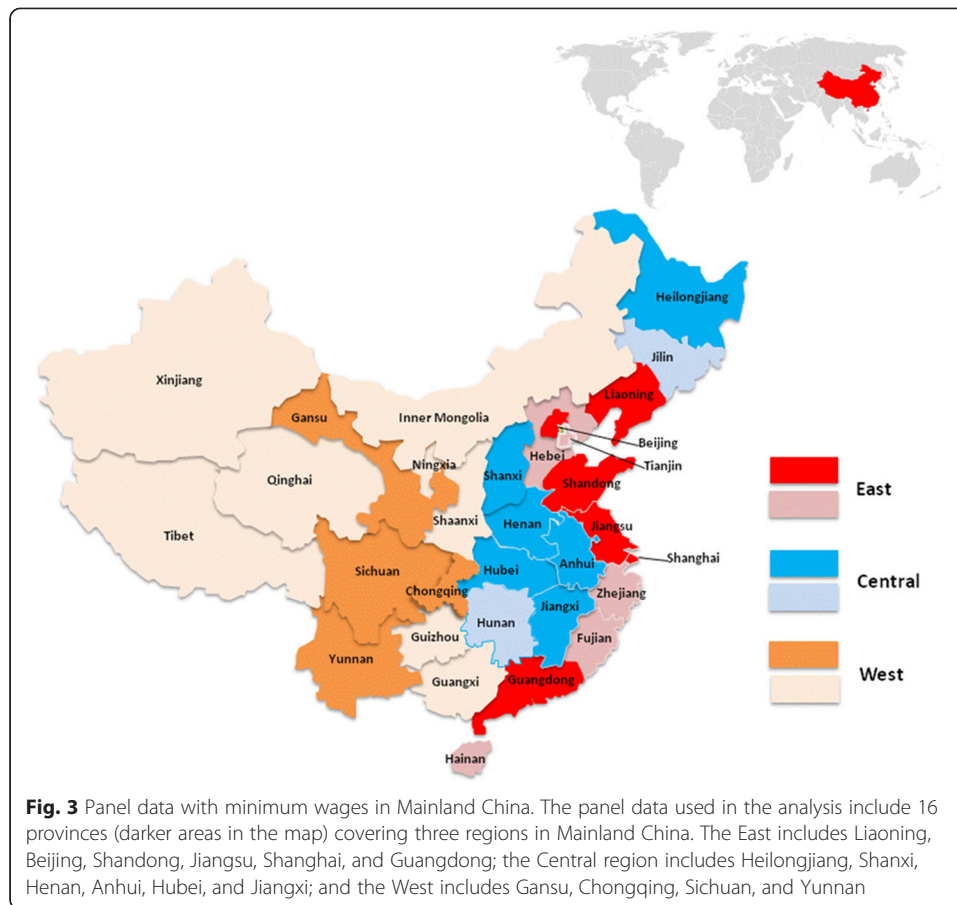 Heilongjiang
Jilin
Xinjiang
Liaoning
Gansu
Inner Mongolia
Beijing
Hebei
Tianjin
Ningxia
Shanxi
Qinghai
Shandong
East
Shaanxi
Henan
Jiangsu
Tibet
Shanghai
Anhui
Sichuan
Hubei
Central
Chongqing
Zhejiang
Jiangxi
Hunan
Guizhou
Fujian
Yunnan
West
Guangxi
Guangdong
Hainan
Fig. 3 Panel data with minimum wages in Mainland China. The panel data used in the analysis include 16
provinces (darker areas in the map) covering three regions in Mainland China. The East includes Liaoning,
Beijing, Shandong, Jiangsu, Shanghai, and Guangdong; the Central region includes Heilongjiang, Shanxi,
Henan, Anhui, Hubei, and Jiangxi; and the West includes Gansu, Chongqing, Sichuan, and Yunnan